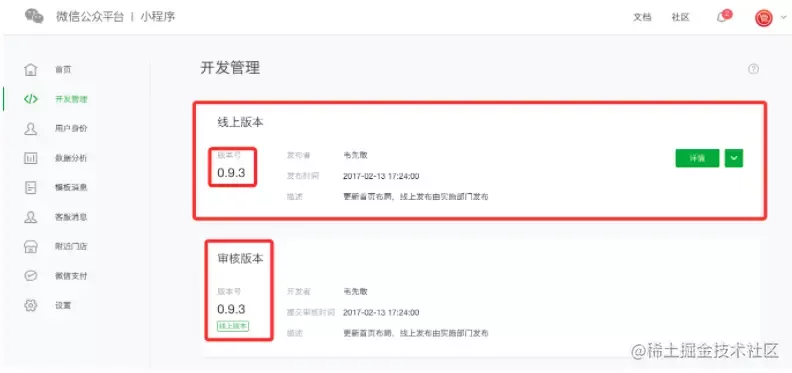 微信公众平台 | 小程序
文档
社区
2
首页
开发管理
用户身份
数据分析
模板消息
客服消息
附近门店
微信支付
设置
开发管理
线上版本
版本号
0.9.3
发布者 韦先敬
发布时间 2017-02-13 17:24:00
描述 更新首页布局，线上发布由实施部门发布
详情
审核版本
版本号
0.9.3
线上版本
开发者 韦先敬
提交审核时间 2017-02-13 17:24:00
描述 更新首页布局，线上发布由实施部门发布
@稀土掘金技术社区